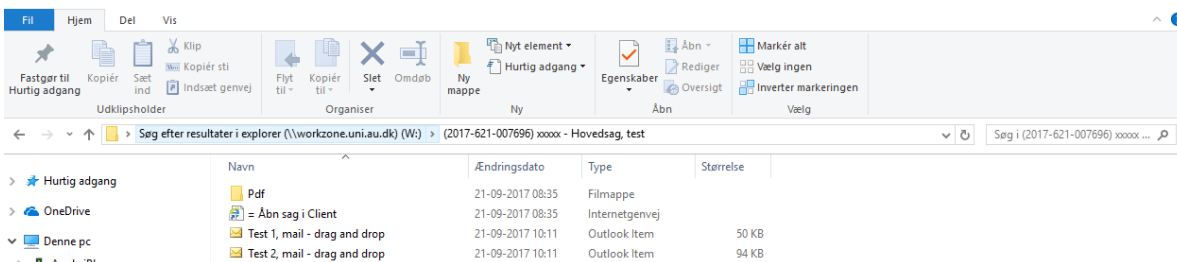 Fil Hjem Del Vis
Fastgør til Hurtig adgang
Kopiér
Sæt ind
Klip
Kopiér sti
Indsæt genvej
Udklipsholder
Flyt til
Kopiér til
Slet
Omdøb
Organiser
Ny mappe
Nyt element
Hurtig adgang
Ny
Egenskaber
Åbn
Rediger
Oversigt
Åbn
Markér alt
Vælg ingen
Inverter markeringen
Vælg
Søg efter resultater i explorer (\\workzone.uni.au.dk) (W:) > (2017-621-007696) xxxxx - Hovedsag, test
Søg i (2017-621-007696) xxxxx ...
Navn Ændringsdato Type Størrelse
Hurtig adgang
OneDrive
Denne pc
Pdf 21-09-2017 08:35 Filmappe
= Åbn sag i Client 21-09-2017 08:35 Internetgenvej
Test 1, mail - drag and drop 21-09-2017 10:11 Outlook Item 50 KB
Test 2, mail - drag and drop 21-09-2017 10:11 Outlook Item 94 KB